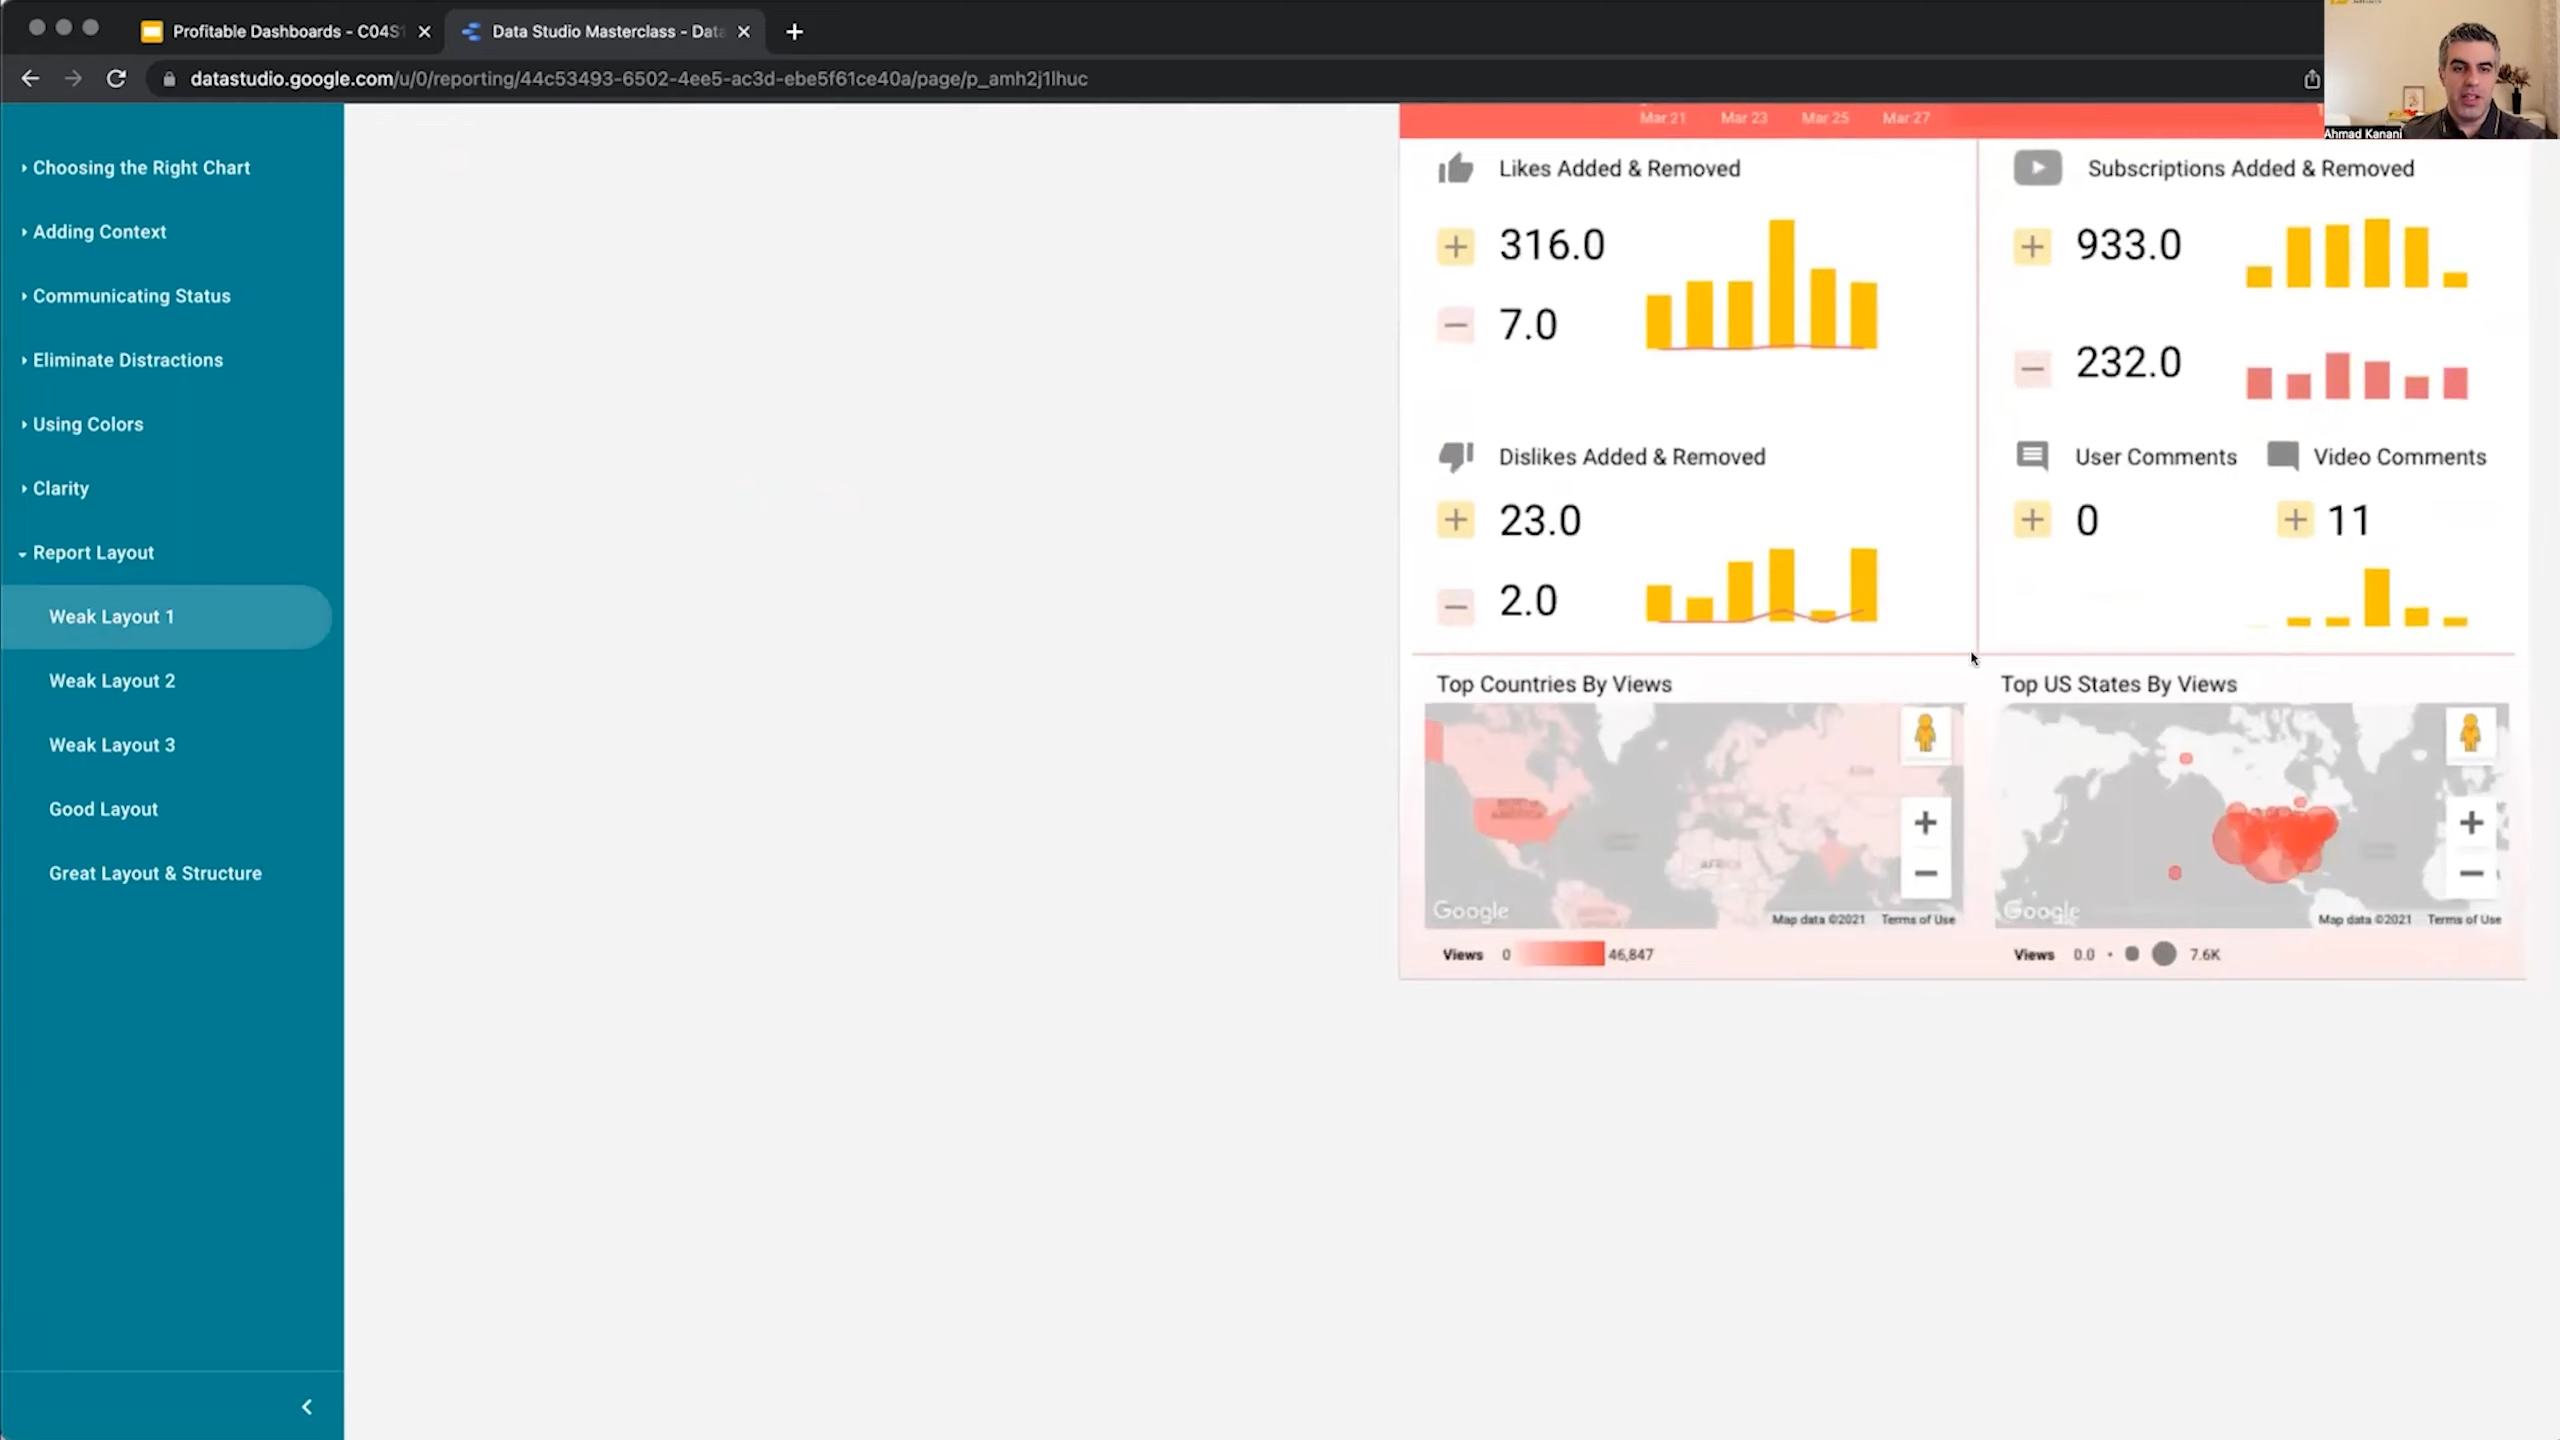 Profitable Dashboards - C04S
Data Studio Masterclass - Data
datastudio.google.com/u/0/reporting/44c53493-6502-4ee5-ac3d-ebe5f61ce40a/page/p_amh2j1lhuc
Ahmad Kanani
Choosing the Right Chart
Adding Context
Communicating Status
Eliminate Distractions
Using Colors
Clarity
Report Layout
Weak Layout 1
Weak Layout 2
Weak Layout 3
Good Layout
Great Layout & Structure
Mar 21 Mar 23 Mar 25 Mar 27
Likes Added & Removed
316.0
7.0
Subscriptions Added & Removed
933.0
232.0
Dislikes Added & Removed
23.0
2.0
User Comments
0
Video Comments
11
Top Countries By Views
NORTH AMERICA
AFRICA
ASIA
Google
Map data ©2021 Terms of Use
Views 0 46,847
Top US States By Views
Google
Map data ©2021 Terms of Use
Views 0.0 7.6K